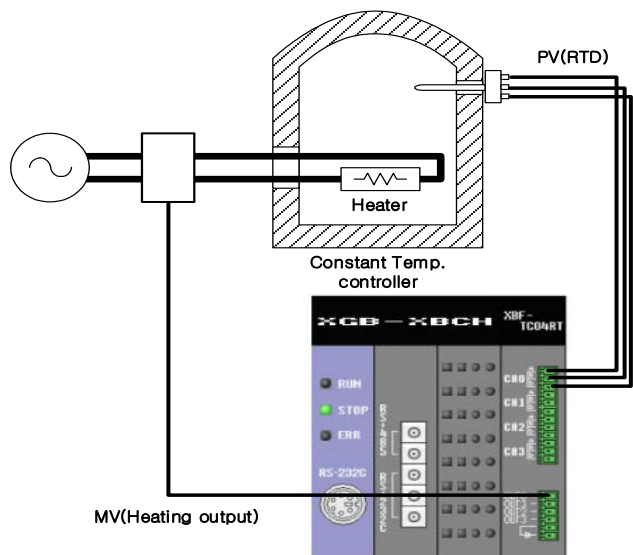 PV(RTD)
Heater
Constant Temp.
controller
XGB-XBCH
XBF-
TC04RT
RUN
STOP
ERR
RS-232C
CH0
CH1
CH2
CH3
MV(Heating output)